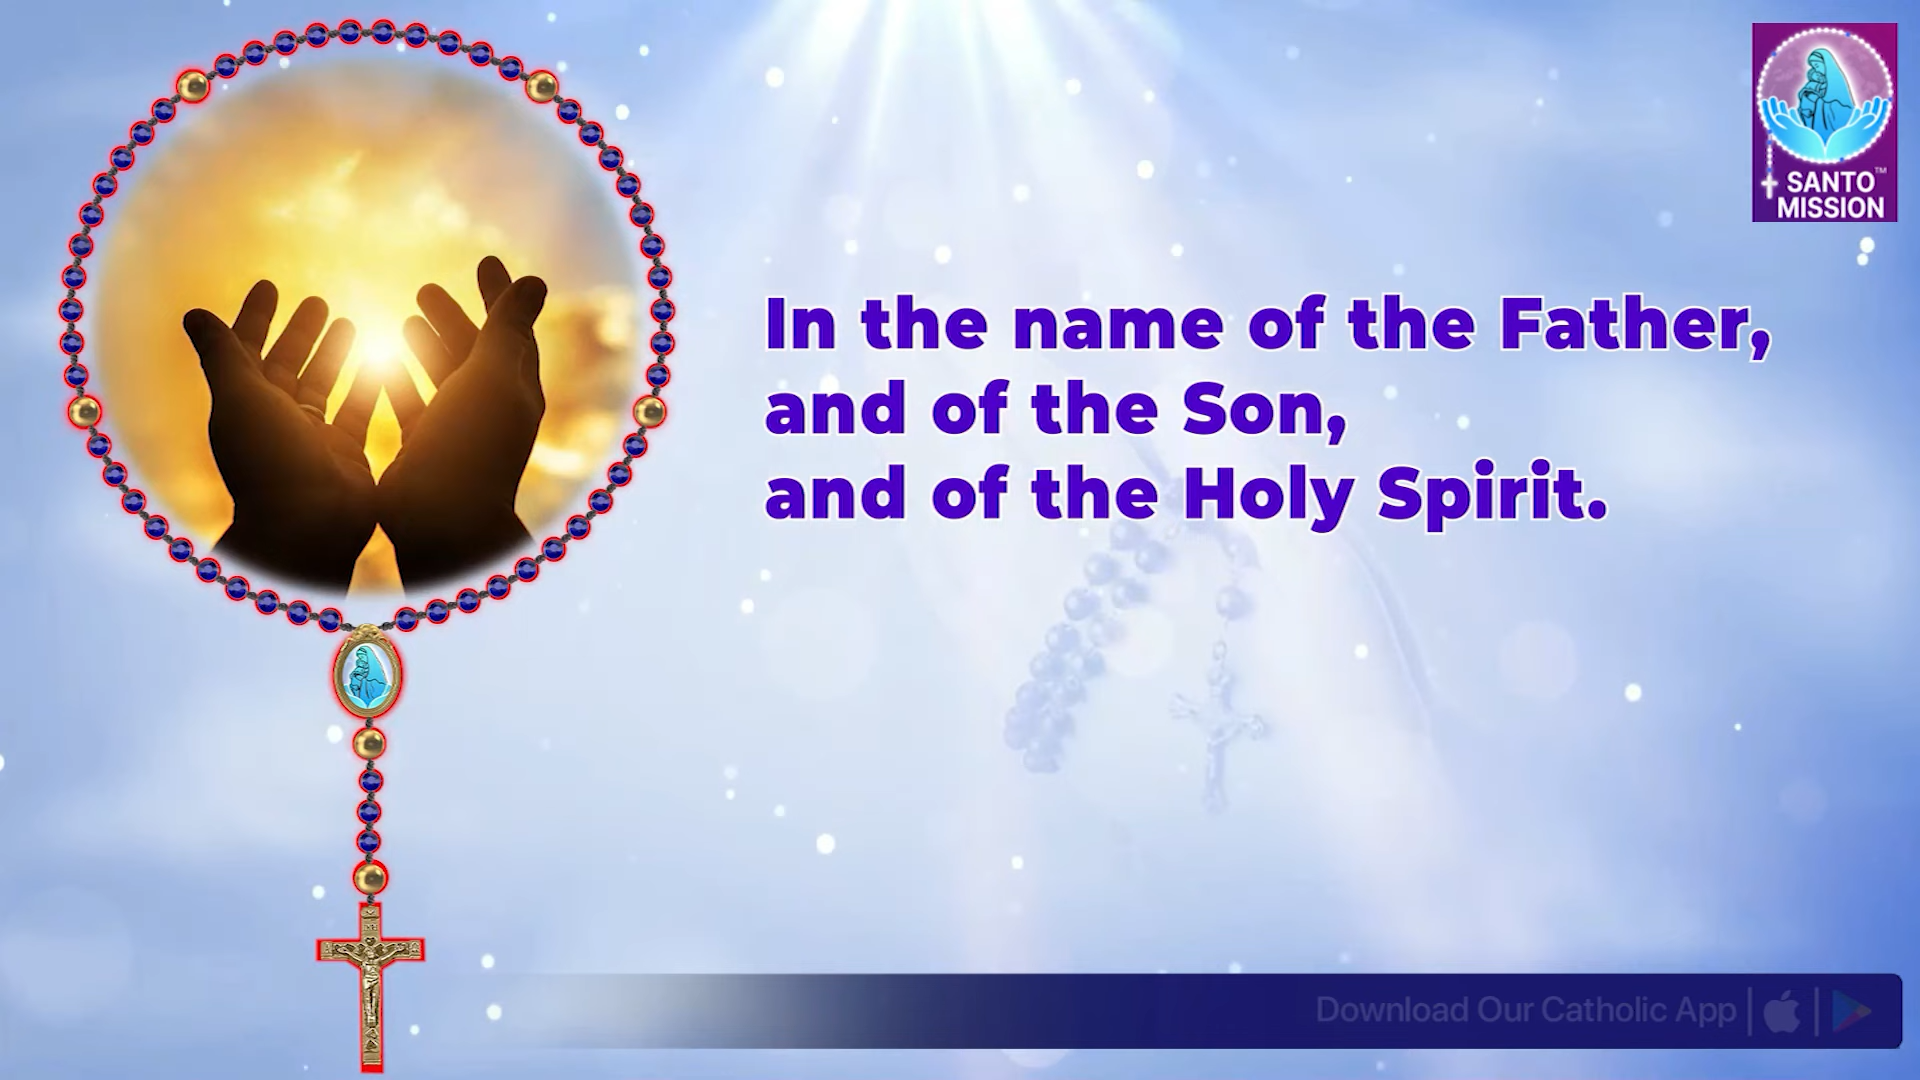 SANTO™
MISSION
In the name of the Father,
and of the Son,
and of the Holy Spirit.
Download Our Catholic App